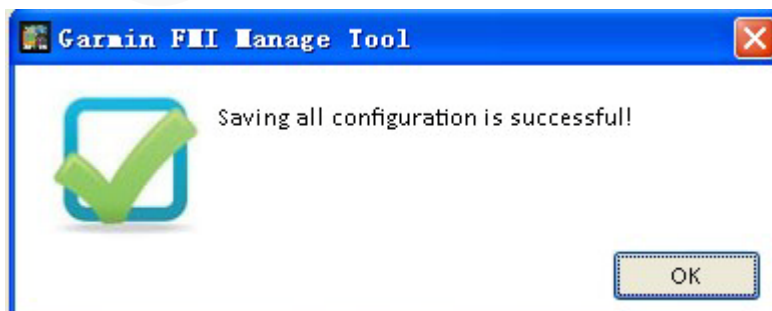 Garmin FMI Manage Tool
Saving all configuration is successful!
OK